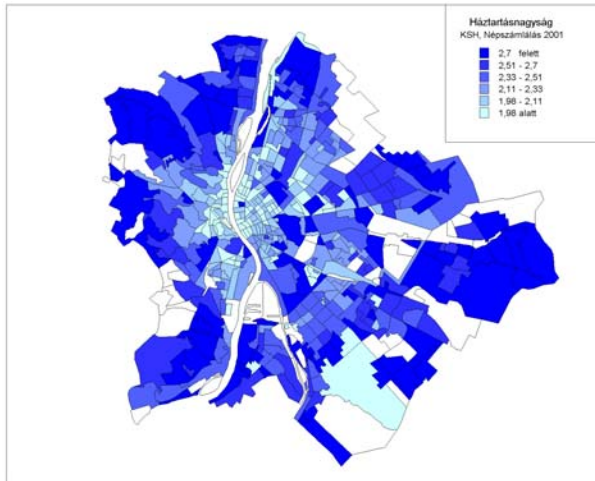 Háztartásnagyság
KSH, Népszámlálás 2001
2,7 felett
2,51 - 2,7
2,33 - 2,51
2,11 - 2,33
1,98 - 2,11
1,98 alatt